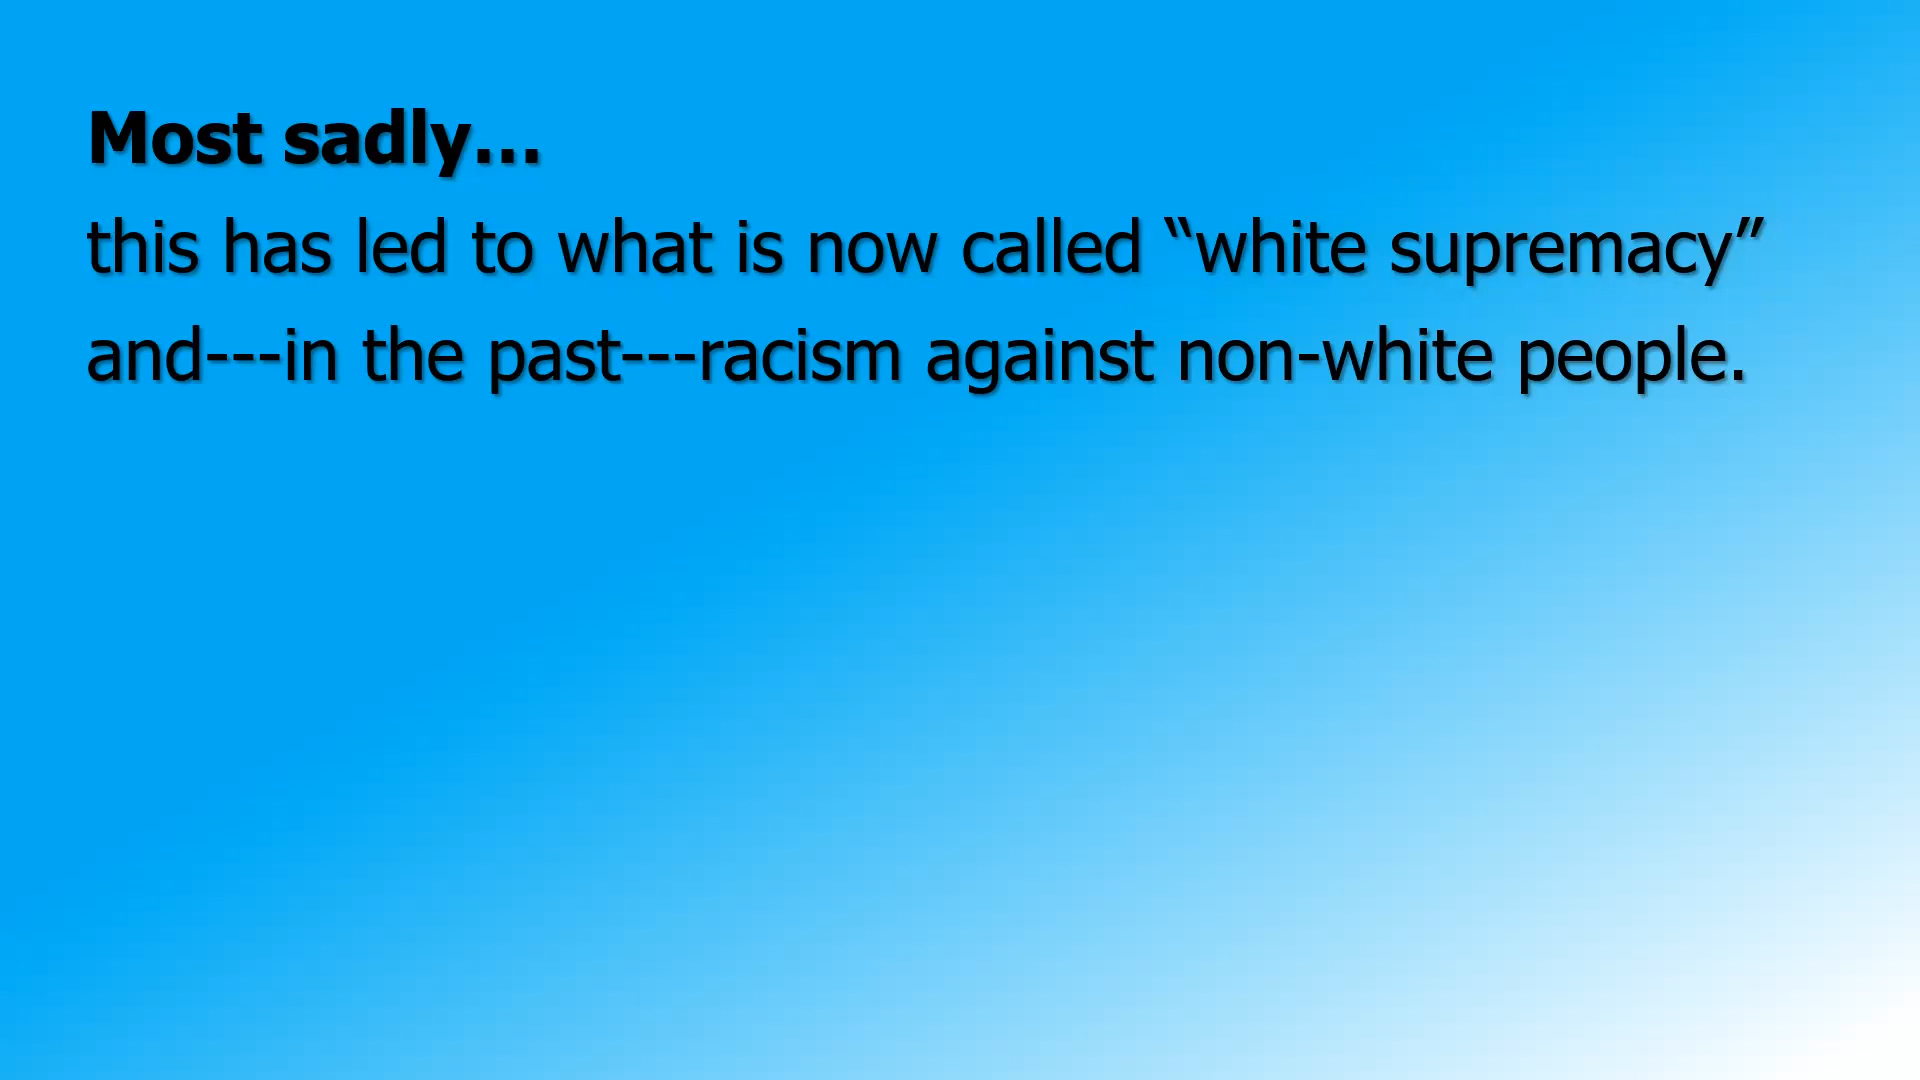 Most sadly…
this has led to what is now called “white supremacy”
and---in the past---racism against non-white people.